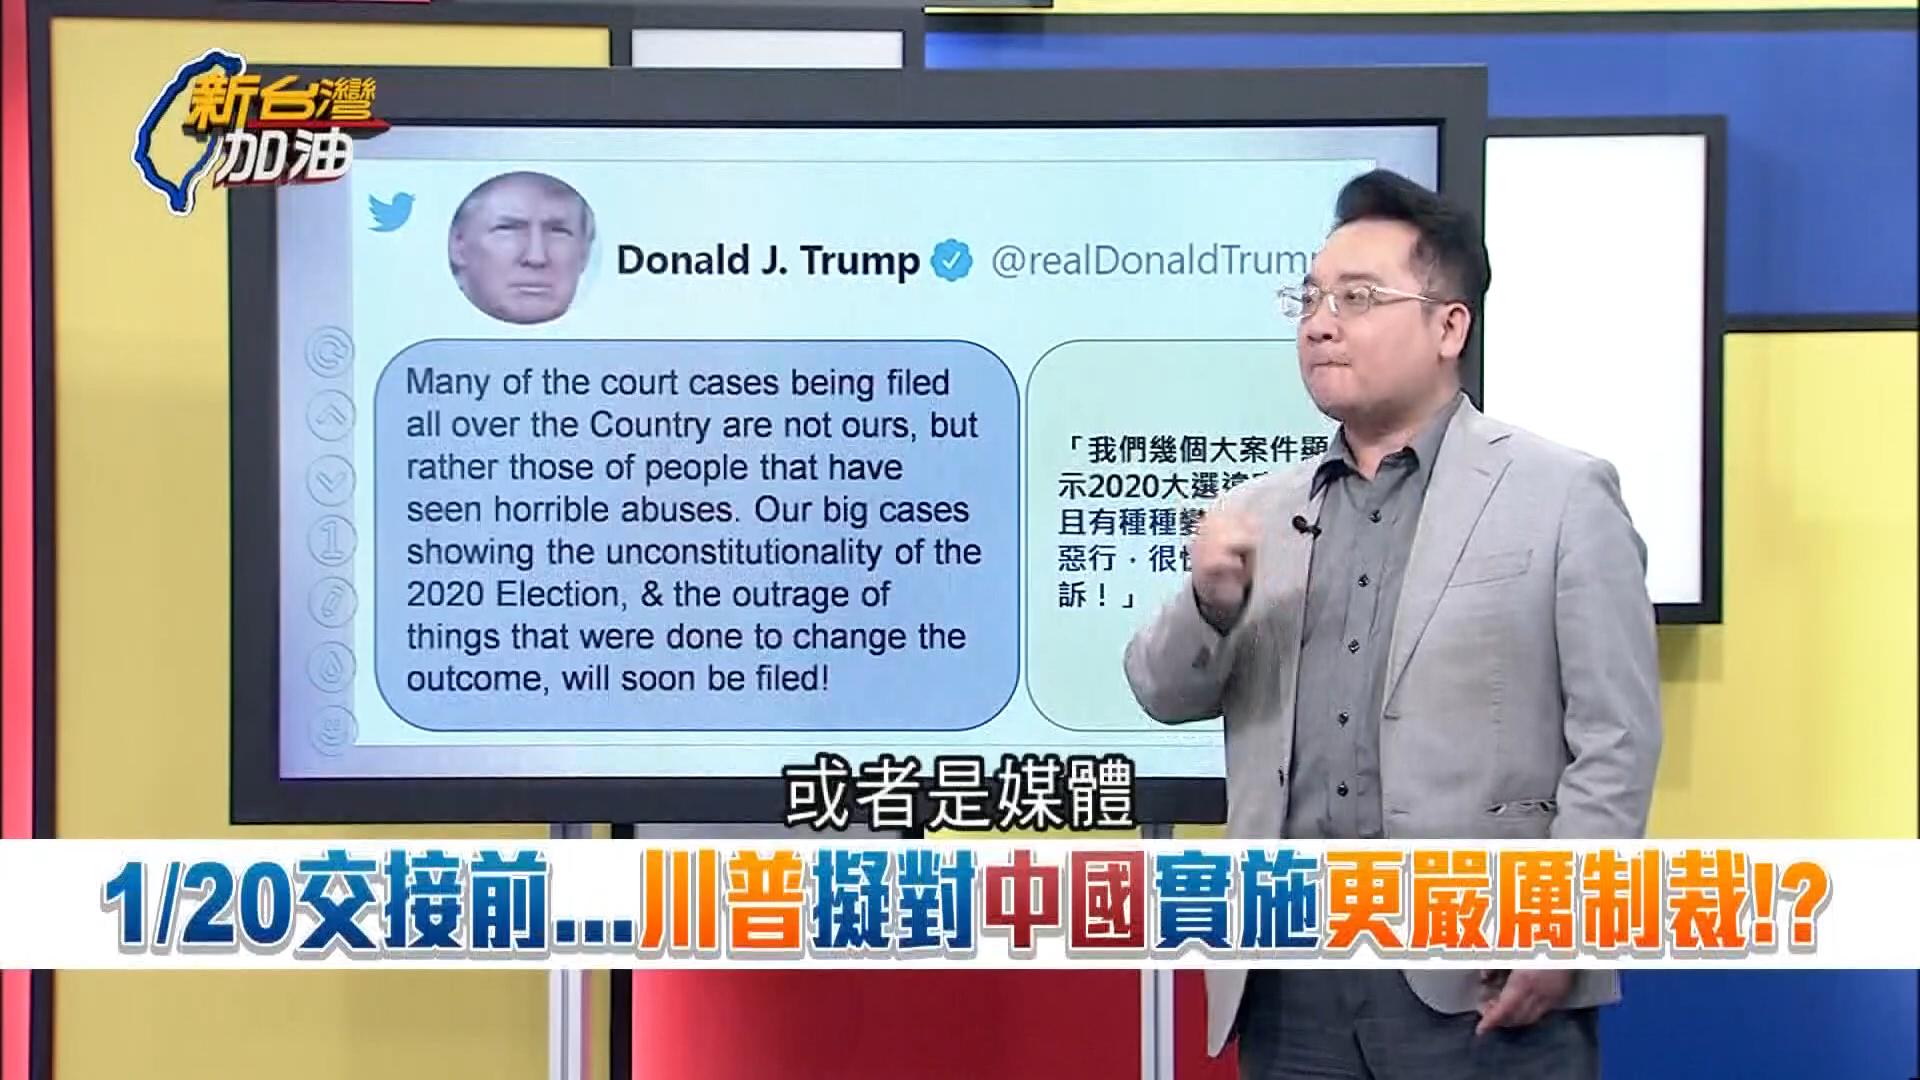 新台灣
加油
Donald J. Trump @realDonaldTrum
Many of the court cases being filed
all over the Country are not ours, but
rather those of people that have
seen horrible abuses. Our big cases
showing the unconstitutionality of the
2020 Election, & the outrage of
things that were done to change the
outcome, will soon be filed!
「我們幾個大案件顯
示2020大選違
且有種種變
惡行,很快
訴!」
或者是媒體
1/20交接前...川普擬對中國實施更嚴厲制裁!?